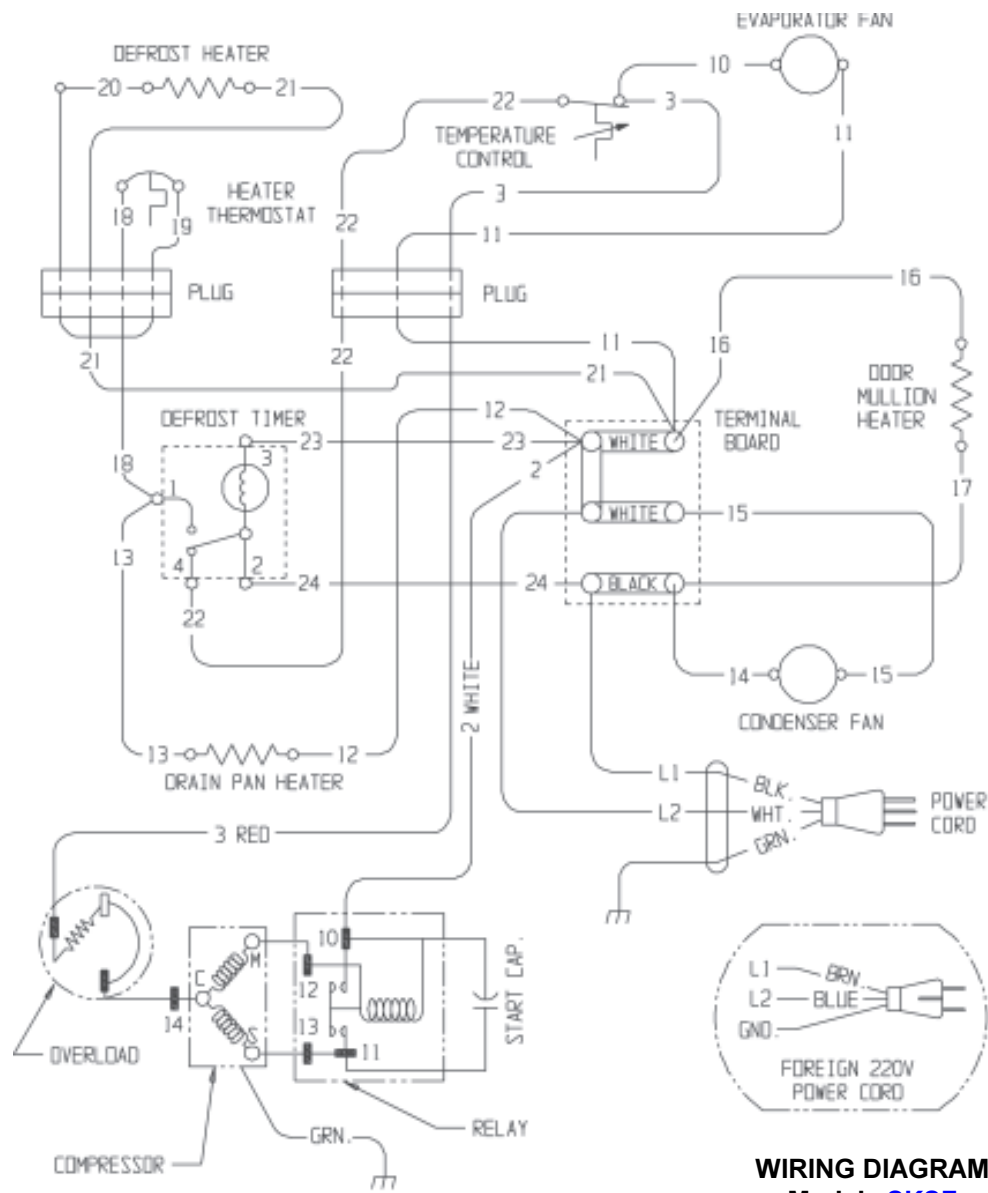 EVAPORATOR FAN
DEFROST HEATER
20
21
10
22
3
11
TEMPERATURE
CONTROL
HEATER
THERMOSTAT
18
19
3
22
11
PLUG
PLUG
16
11
16
21
22
21
DOOR
MULLION
HEATER
12
DEFROST TIMER
TERMINAL
BOARD
23
23
WHITE
3
2
18
1
17
WHITE
15
13
4
2
24
24
BLACK
22
2 WHITE
14
15
CONDENSER FAN
13
12
DRAIN PAN HEATER
L1
BLK.
L2
WHT.
GRN.
POWER
CORD
3 RED
10
M
C
12
START CAP.
13
S
14
11
OVERLOAD
L1
BRN
L2
BLUE
GND.
FOREIGN 220V
POWER CORD
RELAY
GRN.
COMPRESSOR
WIRING DIAGRAM